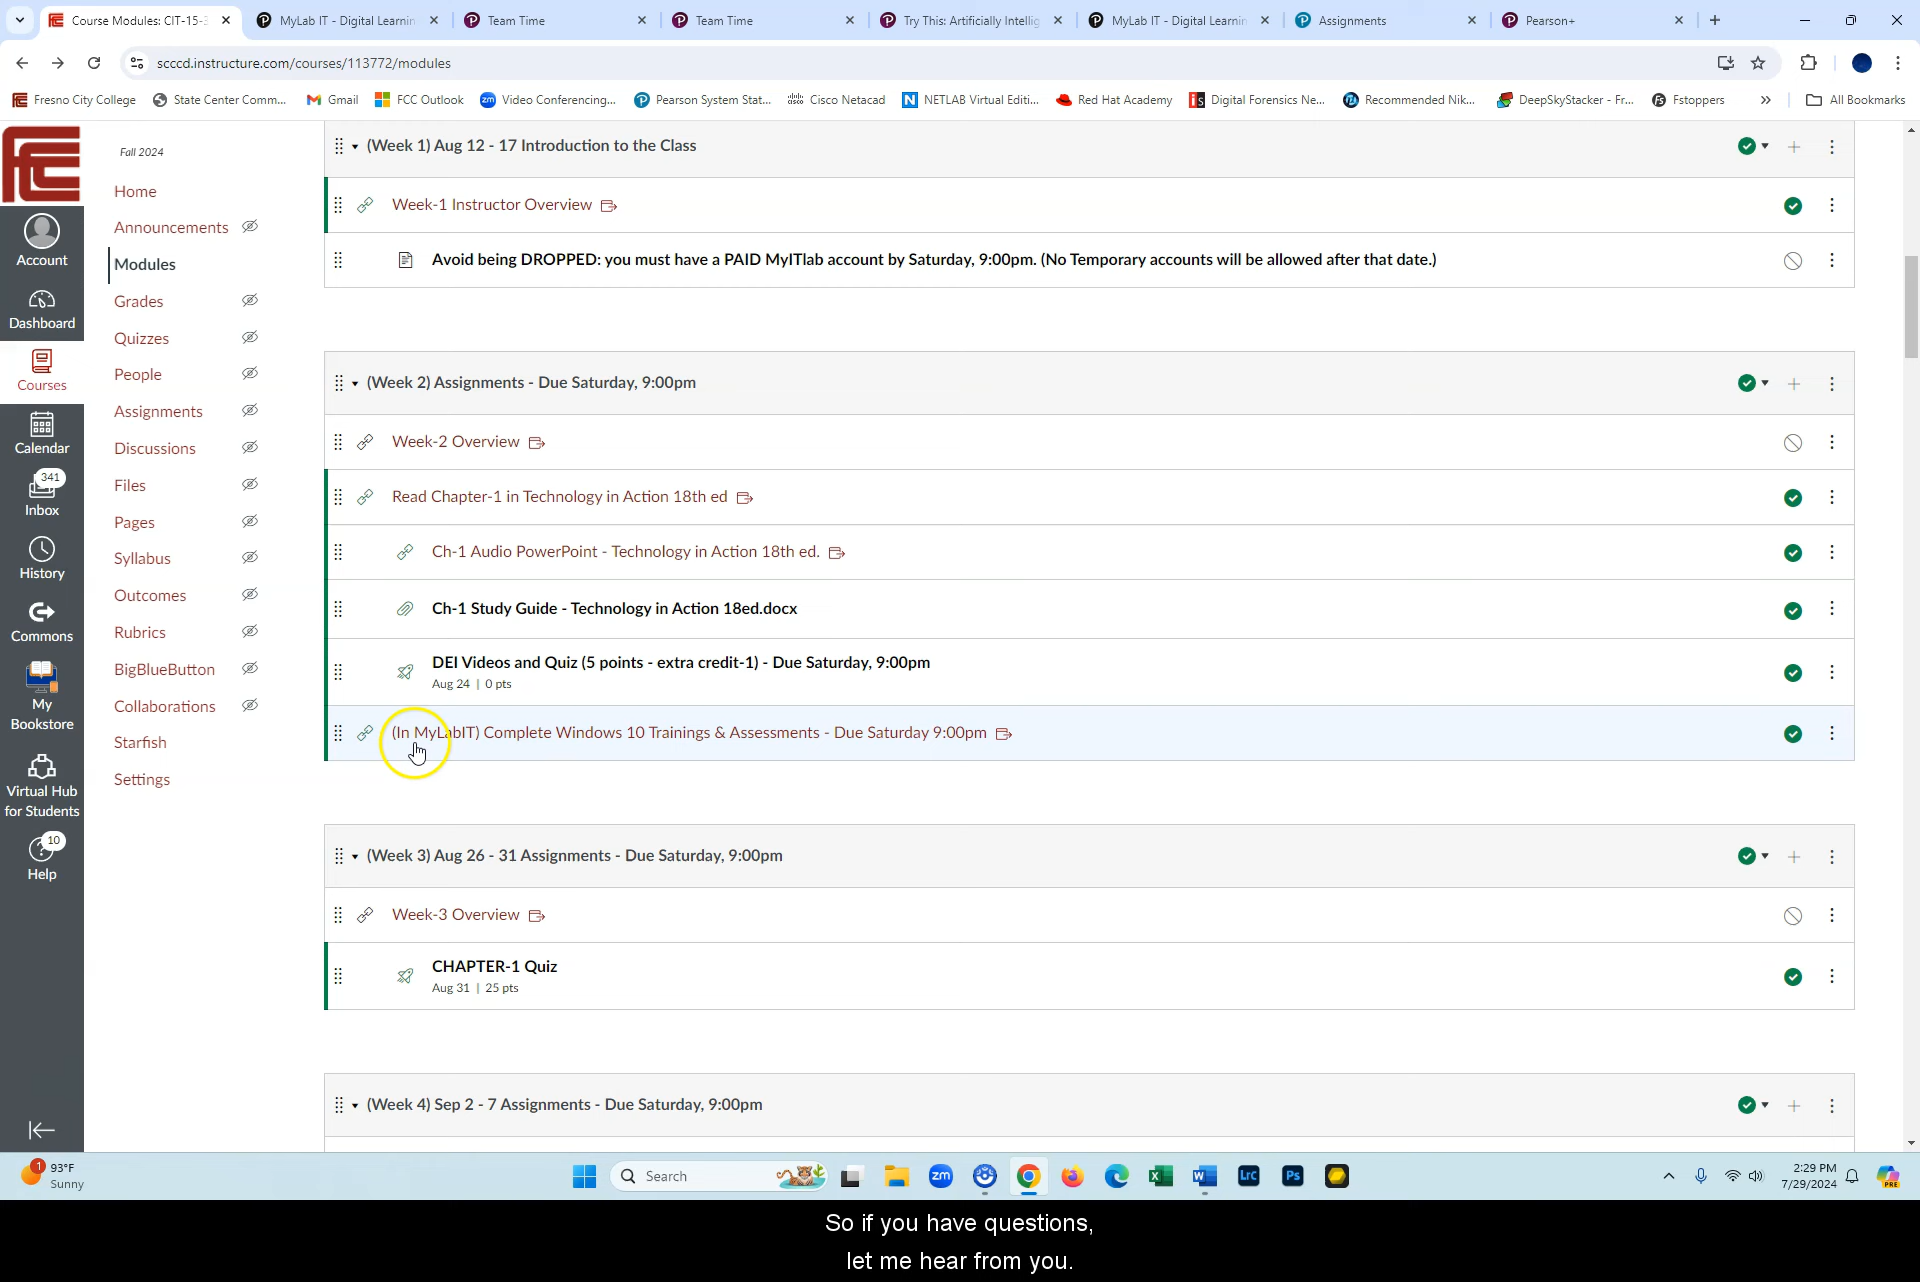 Course Modules: CIT-15-3
MyLab IT - Digital Learnin
Team Time
Team Time
Try This: Artificially Intellig
MyLab IT - Digital Learnin
Assignments
Pearson+
scccd.instructure.com/courses/113772/modules
Fresno City College
State Center Comm...
Gmail
FCC Outlook
Video Conferencing...
Pearson System Stat...
Cisco Netacad
NETLAB Virtual Editi...
Red Hat Academy
Digital Forensics Ne...
Recommended Nik...
DeepSkyStacker - Fr...
Fstoppers
All Bookmarks
Account
Dashboard
Courses
Calendar
341
Inbox
History
Commons
My
Bookstore
Virtual Hub
for Students
10
Help
Fall 2024
Home
Announcements
Modules
Grades
Quizzes
People
Assignments
Discussions
Files
Pages
Syllabus
Outcomes
Rubrics
BigBlueButton
Collaborations
Starfish
Settings
(Week 1) Aug 12 - 17 Introduction to the Class
Week-1 Instructor Overview
Avoid being DROPPED: you must have a PAID MyITlab account by Saturday, 9:00pm. (No Temporary accounts will be allowed after that date.)
(Week 2) Assignments - Due Saturday, 9:00pm
Week-2 Overview
Read Chapter-1 in Technology in Action 18th ed
Ch-1 Audio PowerPoint - Technology in Action 18th ed.
Ch-1 Study Guide - Technology in Action 18ed.docx
DEI Videos and Quiz (5 points - extra credit-1) - Due Saturday, 9:00pm
Aug 24 | 0 pts
(In MyLabIT) Complete Windows 10 Trainings & Assessments - Due Saturday 9:00pm
(Week 3) Aug 26 - 31 Assignments - Due Saturday, 9:00pm
Week-3 Overview
CHAPTER-1 Quiz
Aug 31 | 25 pts
(Week 4) Sep 2 - 7 Assignments - Due Saturday, 9:00pm
1
93°F
Sunny
Search
zm
LrC
Ps
2:29 PM
7/29/2024
PRE
So if you have questions,
let me hear from you.